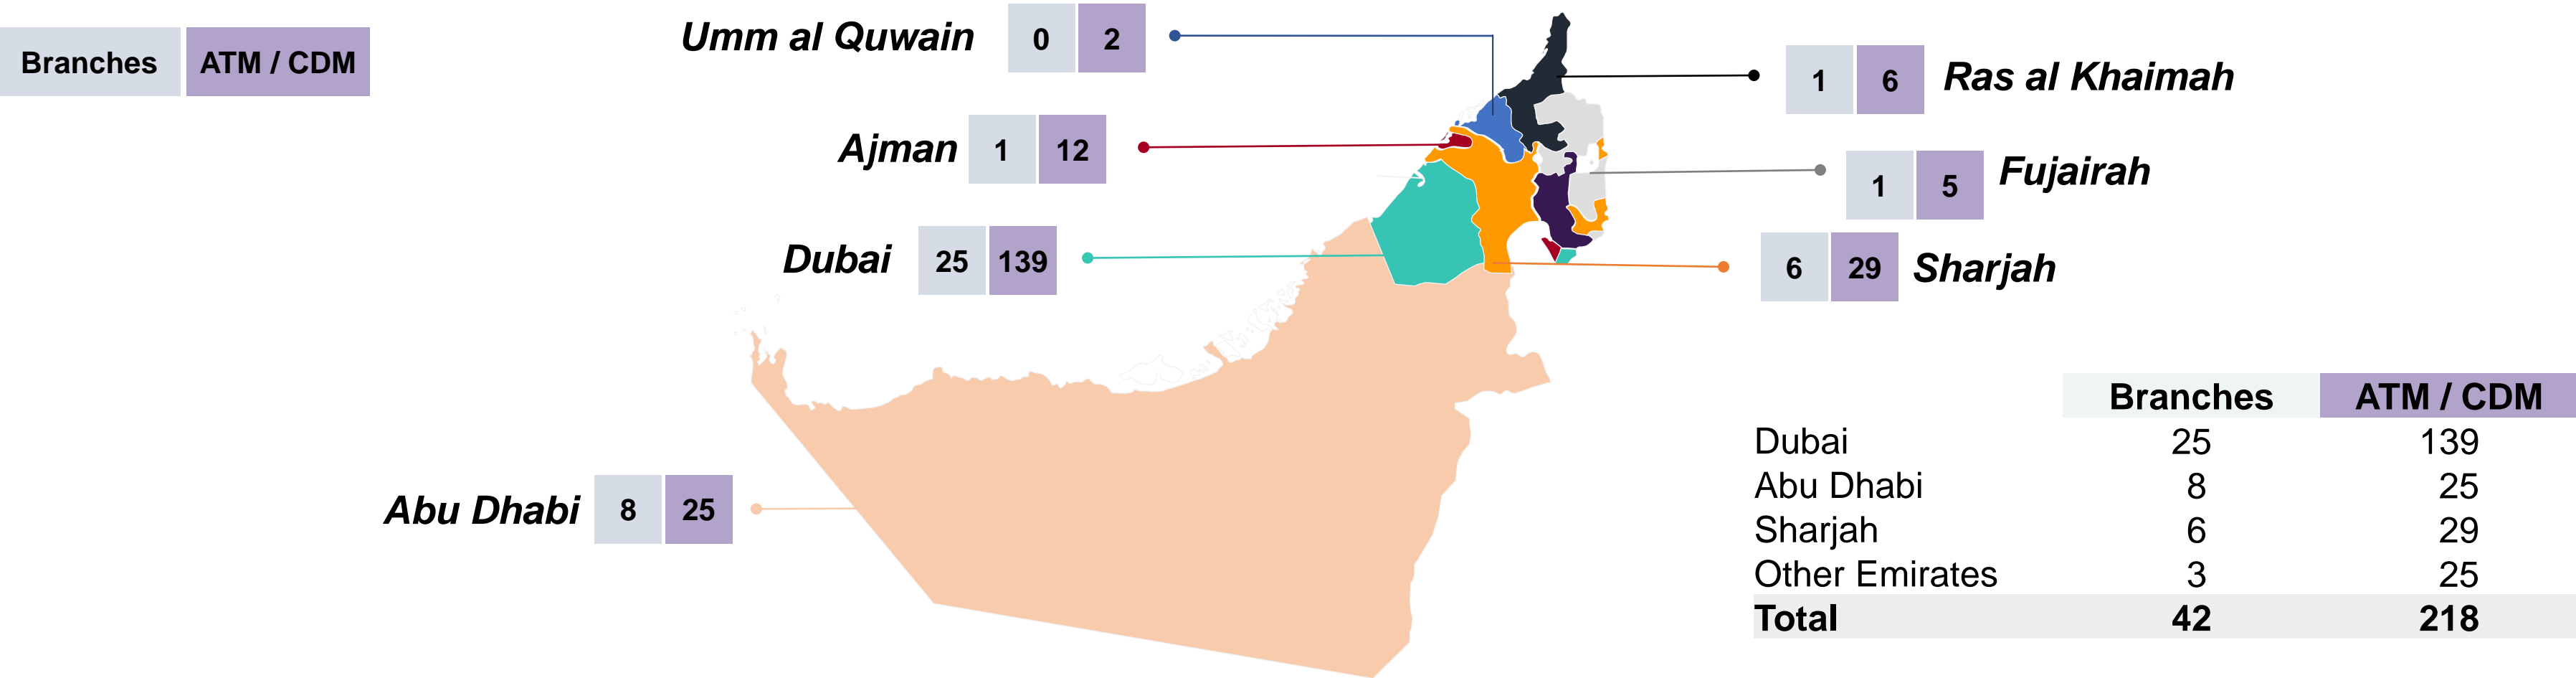 Branches ATM / CDM
Umm al Quwain 0 2
Ras al Khaimah 1 6
Ajman 1 12
Fujairah 1 5
Dubai 25 139
Sharjah 6 29
Abu Dhabi 8 25
Branches ATM / CDM
Dubai 25 139
Abu Dhabi 8 25
Sharjah 6 29
Other Emirates 3 25
Total 42 218